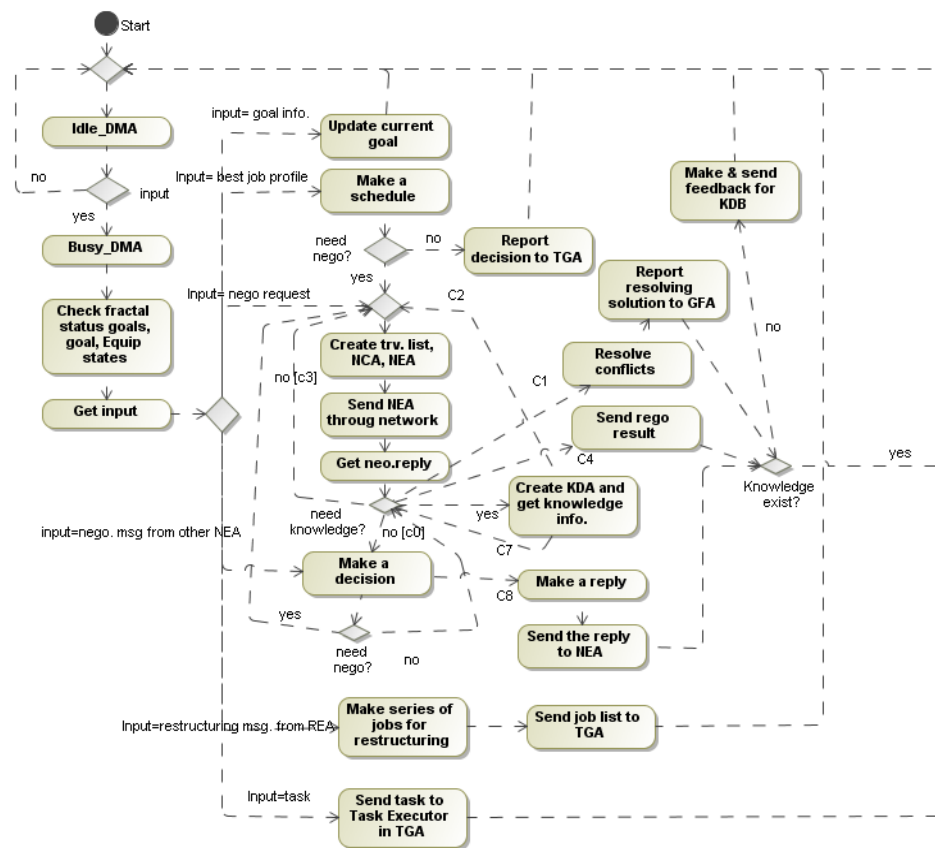 Start
Idle_DMA
no
input
yes
Busy_DMA
Check fractal
status goals,
goal, Equip
states
Get input
input= goal info.
Update current
goal
Input= best job profile
Make a
schedule
need
nego?
no
Report
decision to TGA
yes
Input= nego request
C2
Create trv. list,
NCA, NEA
no [c3]
Send NEA
throug network
Get neo.reply
need
knowledge?
yes
no [c0]
C1
C4
C7
C8
Make & send
feedback for
KDB
Report
resolving
solution to GFA
no
Resolve
conflicts
Send rego
result
Create KDA and
get knowledge
info.
Knowledge
exist?
yes
input=nego. msg from other NEA
Make a
decision
Make a reply
yes
need
nego?
no
Send the reply
to NEA
Input=restructuring msg. from REA
Make series of
jobs for
restructuring
Send job list to
TGA
Input=task
Send task to
Task Executor
in TGA